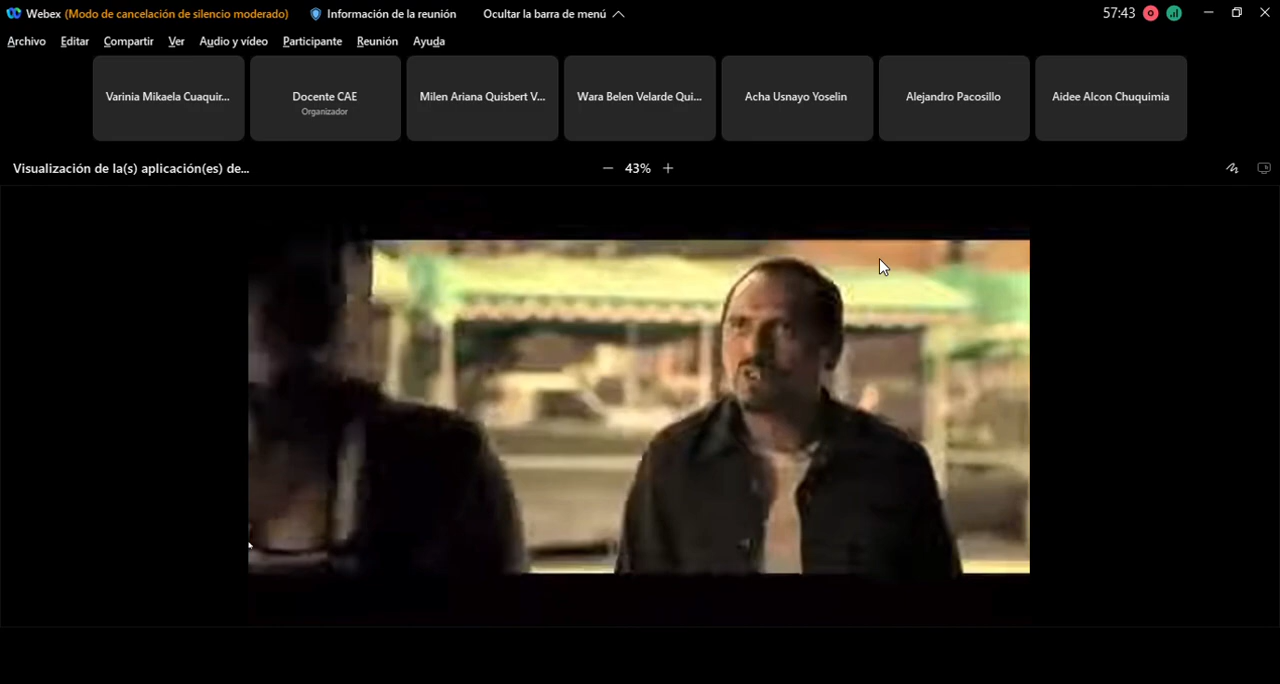 Webex (Modo de cancelación de silencio moderado) Información de la reunión Ocultar la barra de menú 57:43
Archivo Editar Compartir Ver Audio y vídeo Participante Reunión Ayuda
Varinia Mikaela Cuaquir... Docente CAE Milen Ariana Quisbert V... Wara Belen Velarde Qui... Acha Usnayo Yoselin Alejandro Pacosillo Aidee Alcon Chuquimia
Organizador
Visualización de la(s) aplicación(es) de... 43%